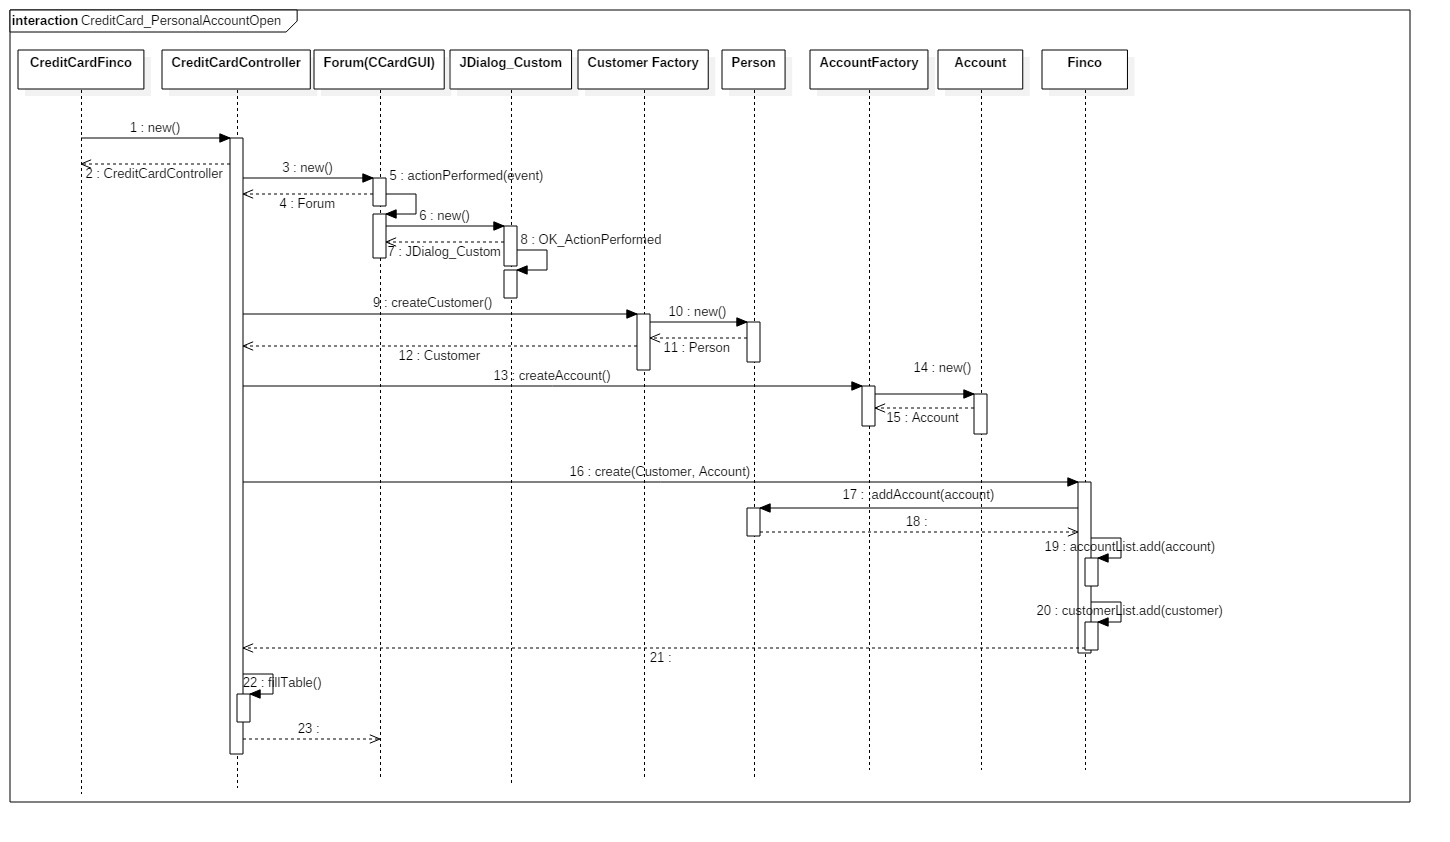 interaction CreditCard_PersonalAccountOpen
CreditCardFinco
CreditCardController
Forum(CCardGUI)
JDialog_Custom
Customer Factory
Person
AccountFactory
Account
Finco
1 : new()
2 : CreditCardController
3 : new()
4 : Forum
5 : actionPerformed(event)
6 : new()
7 : JDialog_Custom
8 : OK_ActionPerformed
9 : createCustomer()
10 : new()
11 : Person
12 : Customer
13 : createAccount()
14 : new()
15 : Account
16 : create(Customer, Account)
17 : addAccount(account)
18 :
19 : accountList.add(account)
20 : customerList.add(customer)
21 :
22 : fillTable()
23 :